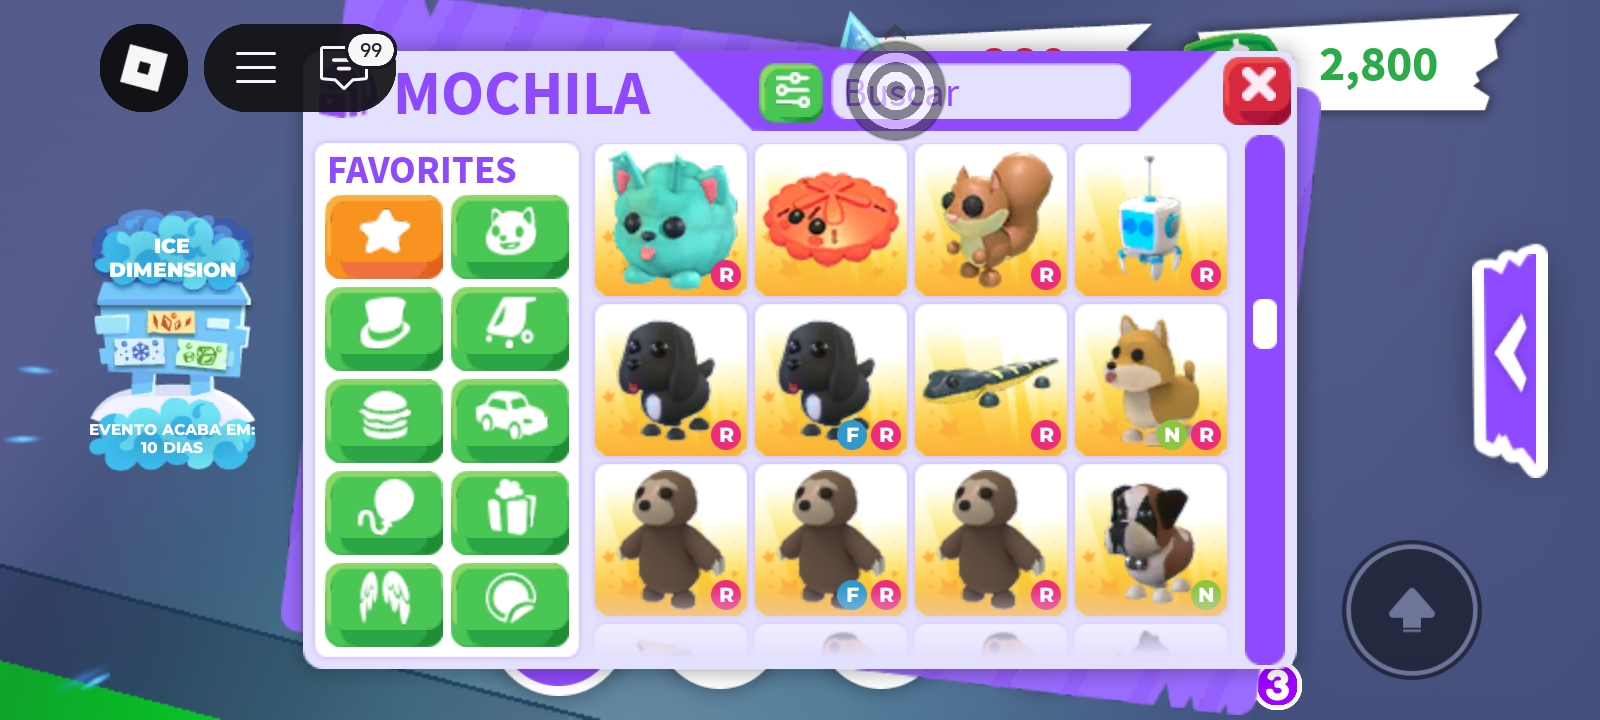 99
2,800
MOCHILA
Buscar
FAVORITES
R
R
R
ICE
DIMENSION
R
F R
R
N R
EVENTO ACABA EM:
10 DIAS
R
F R
R
N
3